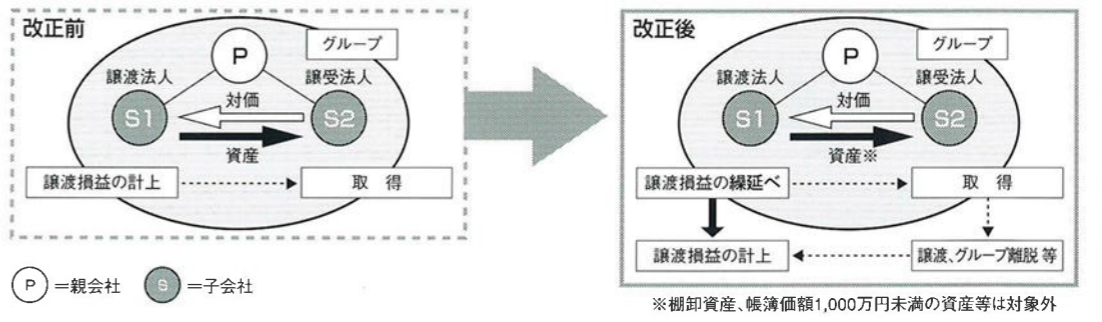 改正前
P
グループ
譲渡法人
譲受法人
S1
対価
S2
資産
譲渡損益の計上
取 得
P =親会社
S =子会社
改正後
P
グループ
譲渡法人
譲受法人
S1
対価
S2
資産※
譲渡損益の繰延べ
取 得
譲渡損益の計上
譲渡、グループ離脱 等
※棚卸資産、帳簿価額1,000万円未満の資産等は対象外